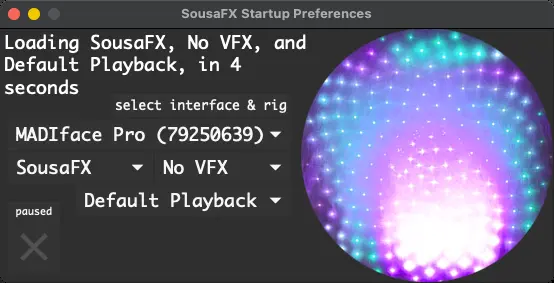 SousaFX Startup Preferences
Loading SousaFX, No VFX, and
Default Playback, in 4
seconds
select interface & rig
MADIface Pro (79250639)
SousaFX No VFX
Default Playback
paused